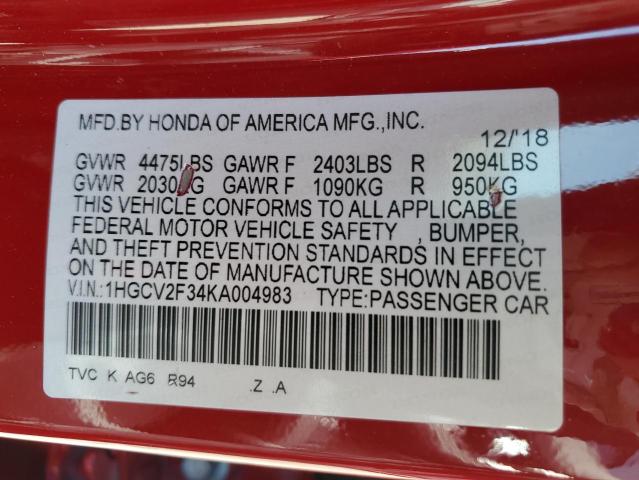 MFD.BY HONDA OF AMERICA MFG.,INC.
12/'18
GVWR 4475LBS GAWR F 2403LBS R 2094LBS
GVWR 2030KG GAWR F 1090KG R 950KG
THIS VEHICLE CONFORMS TO ALL APPLICABLE
FEDERAL MOTOR VEHICLE SAFETY , BUMPER,
AND THEFT PREVENTION STANDARDS IN EFFECT
ON THE DATE OF MANUFACTURE SHOWN ABOVE.
V.I.N.:1HGCV2F34KA004983 TYPE:PASSENGER CAR
TVC K AG6 R94 .Z .A